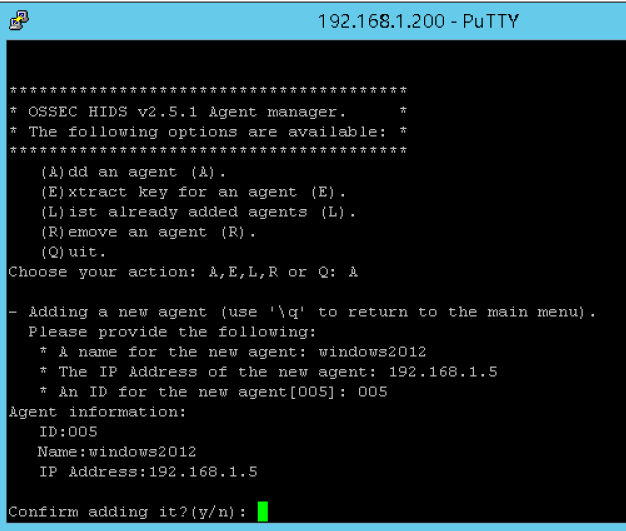 192.168.1.200 - PuTTY
****************************************
* OSSEC HIDS v2.5.1 Agent manager.     *
* The following options are available: *
****************************************
   (A)dd an agent (A).
   (E)xtract key for an agent (E).
   (L)ist already added agents (L).
   (R)emove an agent (R).
   (Q)uit.
Choose your action: A,E,L,R or Q: A
- Adding a new agent (use '\q' to return to the main menu).
  Please provide the following:
   * A name for the new agent: windows2012
   * The IP Address of the new agent: 192.168.1.5
   * An ID for the new agent[005]: 005
Agent information:
   ID:005
   Name:windows2012
   IP Address:192.168.1.5
Confirm adding it?(y/n):